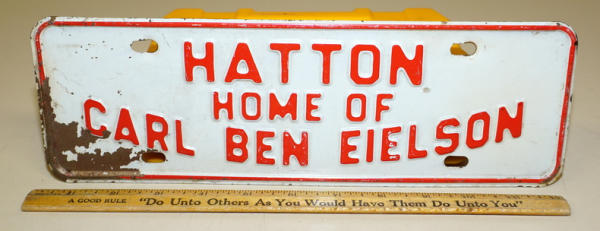 HATTON
HOME OF
CARL BEN EIELSON
A GOOD RULE "Do Unto Others As You Would Have Them Do Unto You"